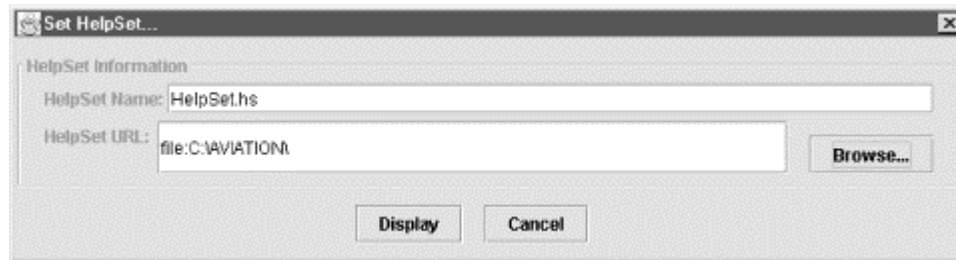 Set HelpSet...
HelpSet Information
HelpSet Name: HelpSet.hs
HelpSet URL: file:C:\AVIATION\
Browse...
Display Cancel